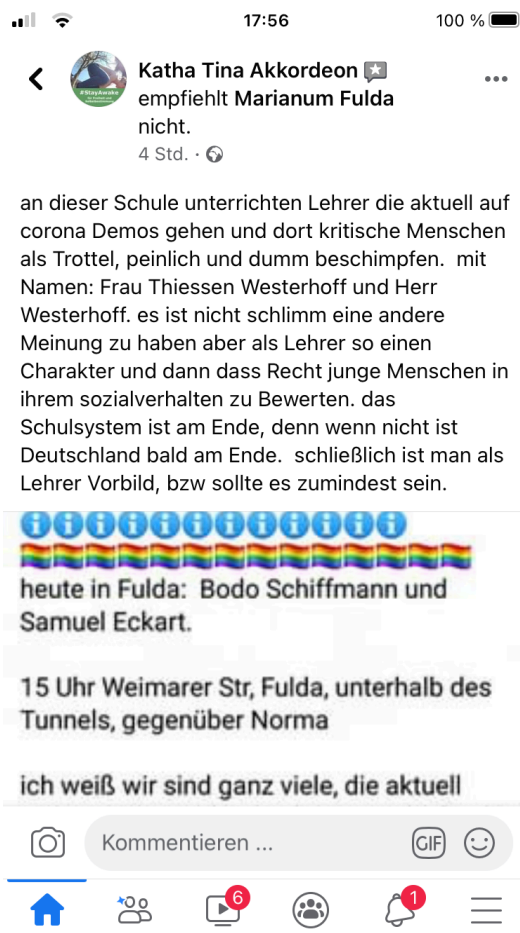 17:56
100 %
Katha Tina Akkordeon
empfiehlt Marianum Fulda
nicht.
4 Std. ·
#StayAwake
an dieser Schule unterrichten Lehrer die aktuell auf
corona Demos gehen und dort kritische Menschen
als Trottel, peinlich und dumm beschimpfen.  mit
Namen: Frau Thiessen Westerhoff und Herr
Westerhoff. es ist nicht schlimm eine andere
Meinung zu haben aber als Lehrer so einen
Charakter und dann dass Recht junge Menschen in
ihrem sozialverhalten zu Bewerten. das
Schulsystem ist am Ende, denn wenn nicht ist
Deutschland bald am Ende.  schließlich ist man als
Lehrer Vorbild, bzw sollte es zumindest sein.
heute in Fulda:  Bodo Schiffmann und
Samuel Eckart.
15 Uhr Weimarer Str, Fulda, unterhalb des
Tunnels, gegenüber Norma
ich weiß wir sind ganz viele, die aktuell
Kommentieren ...
GIF
6
1